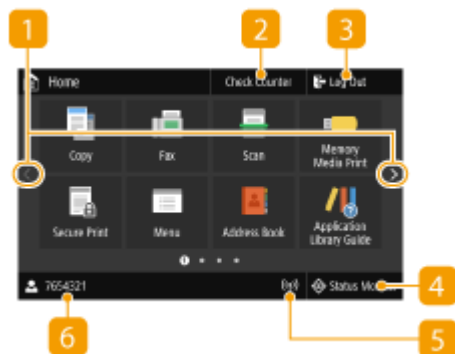 1
2
3
Home Check Counter Log Out
Copy Fax Scan Memory
Media Print
Secure Print Menu Address Book Application
Library Guide
7654321 Status Mo
4
6
5